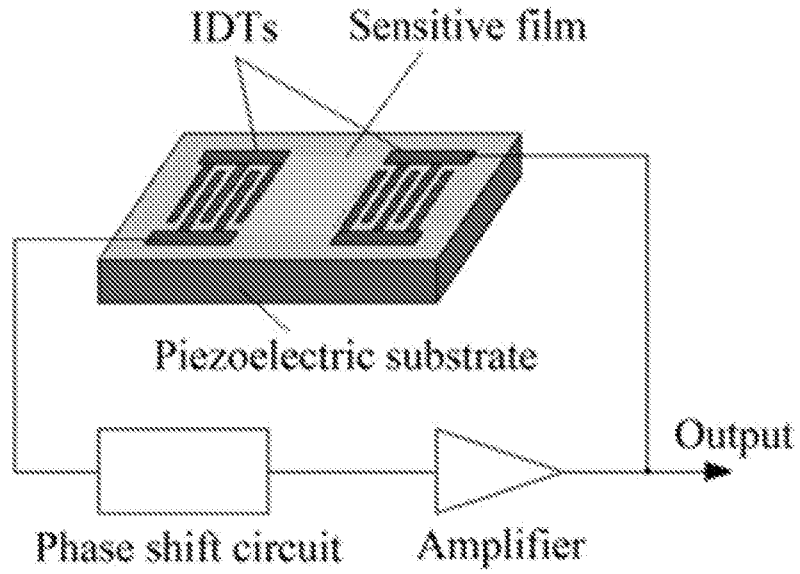 IDTs
Sensitive film
Piezoelectric substrate
Output
Phase shift circuit
Amplifier